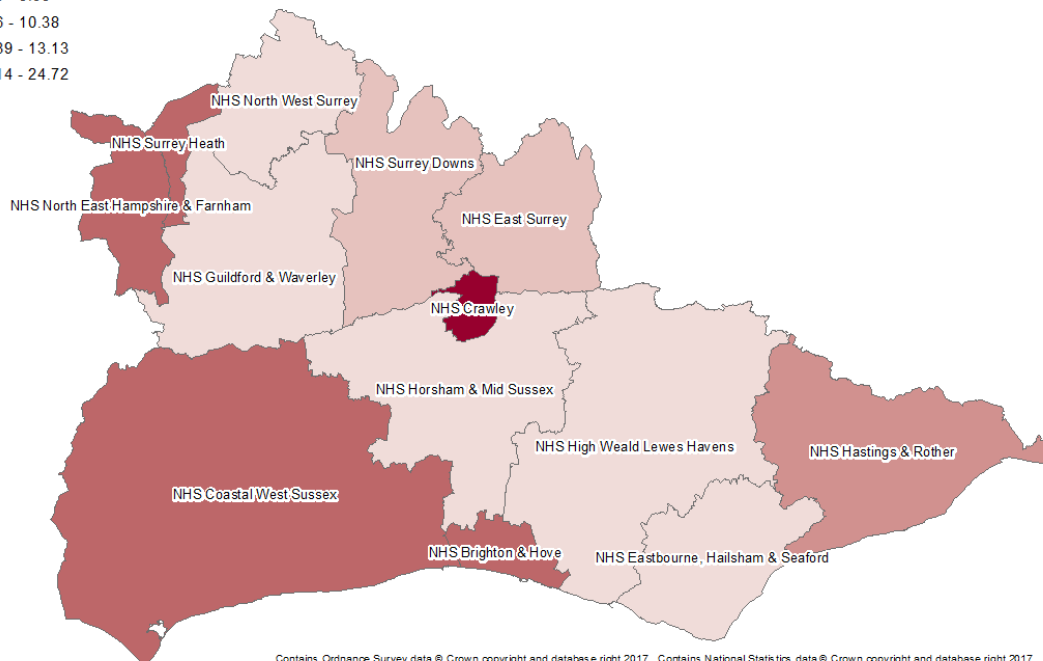 6 - 10.38
39 - 13.13
14 - 24.72
NHS North West Surrey
NHS Surrey Heath
NHS Surrey Downs
NHS North East Hampshire & Farnham
NHS East Surrey
NHS Guildford & Waverley
NHS Crawley
NHS Horsham & Mid Sussex
NHS High Weald Lewes Havens
NHS Hastings & Rother
NHS Coastal West Sussex
NHS Brighton & Hove
NHS Eastbourne, Hailsham & Seaford
Contains Ordnance Survey data © Crown copyright and database right 2017 Contains National Statistics data © Crown copyright and database right 2017